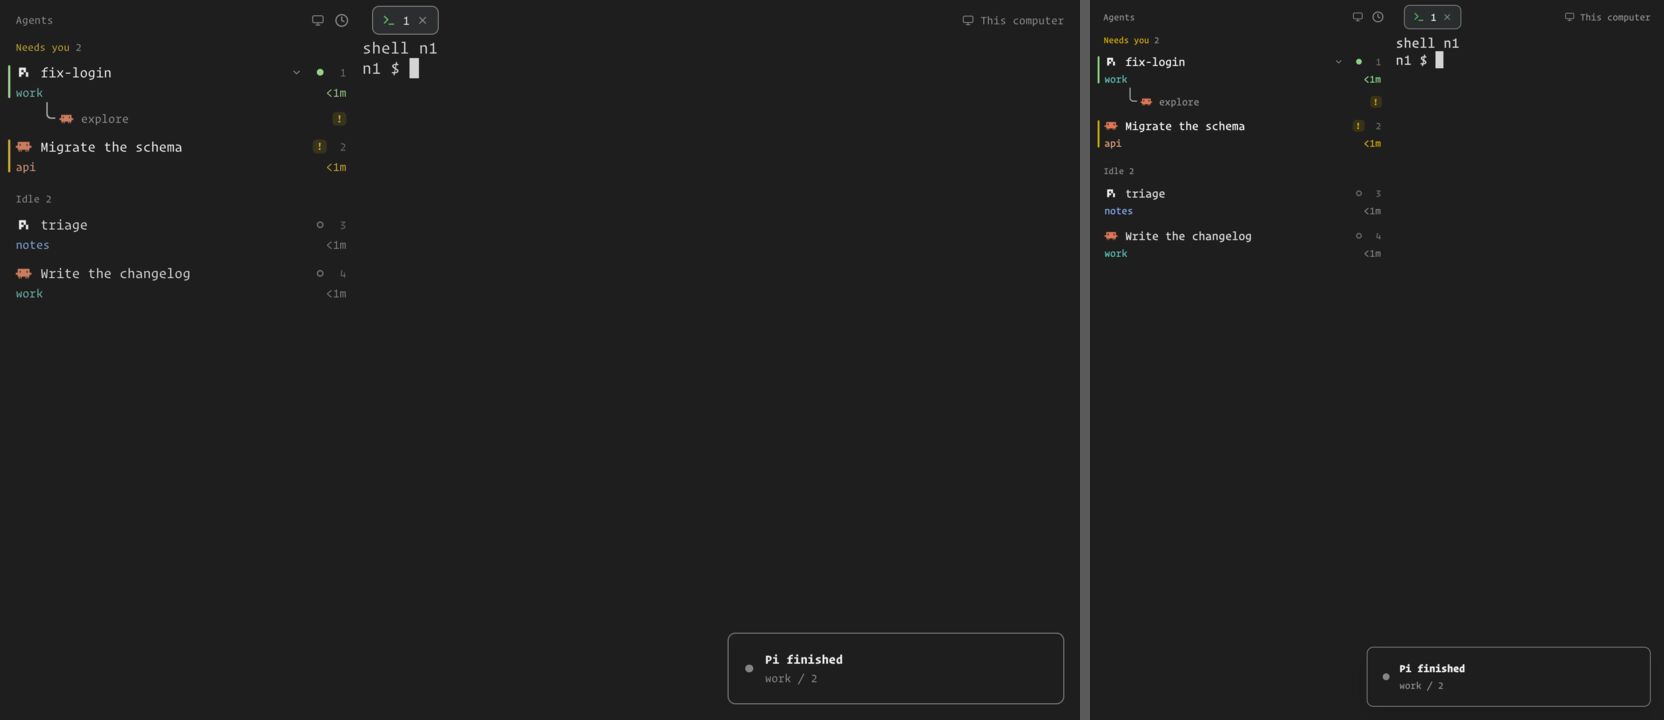 Agents
Needs you 2
fix-login 1
work <1m
explore !
Migrate the schema ! 2
api <1m
Idle 2
triage 3
notes <1m
Write the changelog 4
work <1m
>_ 1 ×
This computer
shell n1
n1 $
Pi finished
work / 2
Agents
Needs you 2
fix-login 1
work <1m
explore !
Migrate the schema ! 2
api <1m
Idle 2
triage 3
notes <1m
Write the changelog 4
work <1m
>_ 1 ×
This computer
shell n1
n1 $
Pi finished
work / 2